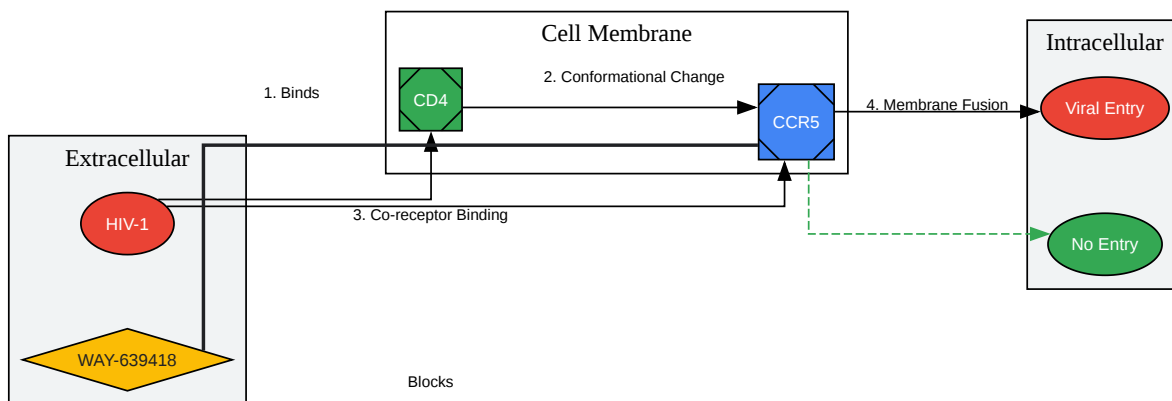 Cell Membrane
Intracellular
CD4
2. Conformational Change
1. Binds
CCR5
4. Membrane Fusion
Viral Entry
Extracellular
HIV-1
3. Co-receptor Binding
No Entry
WAY-639418
Blocks